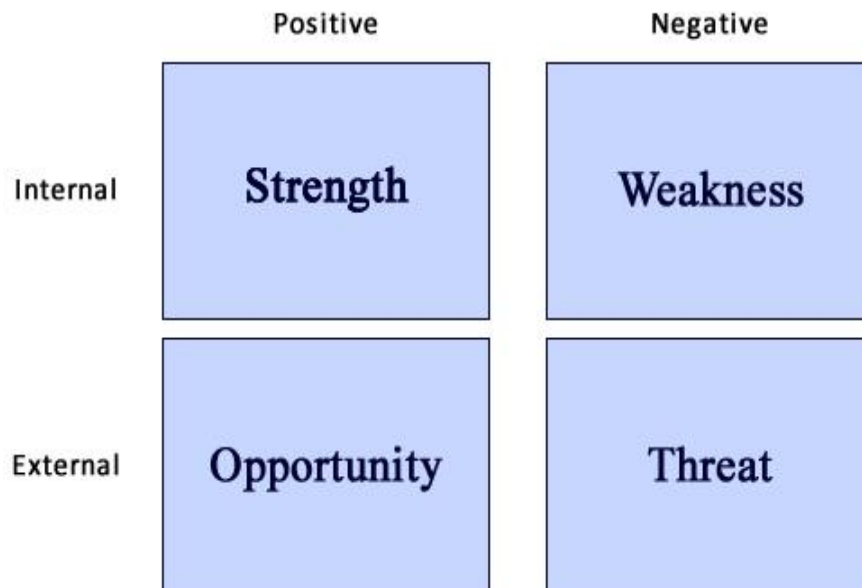 Positive Negative
Internal Strength Weakness
External Opportunity Threat